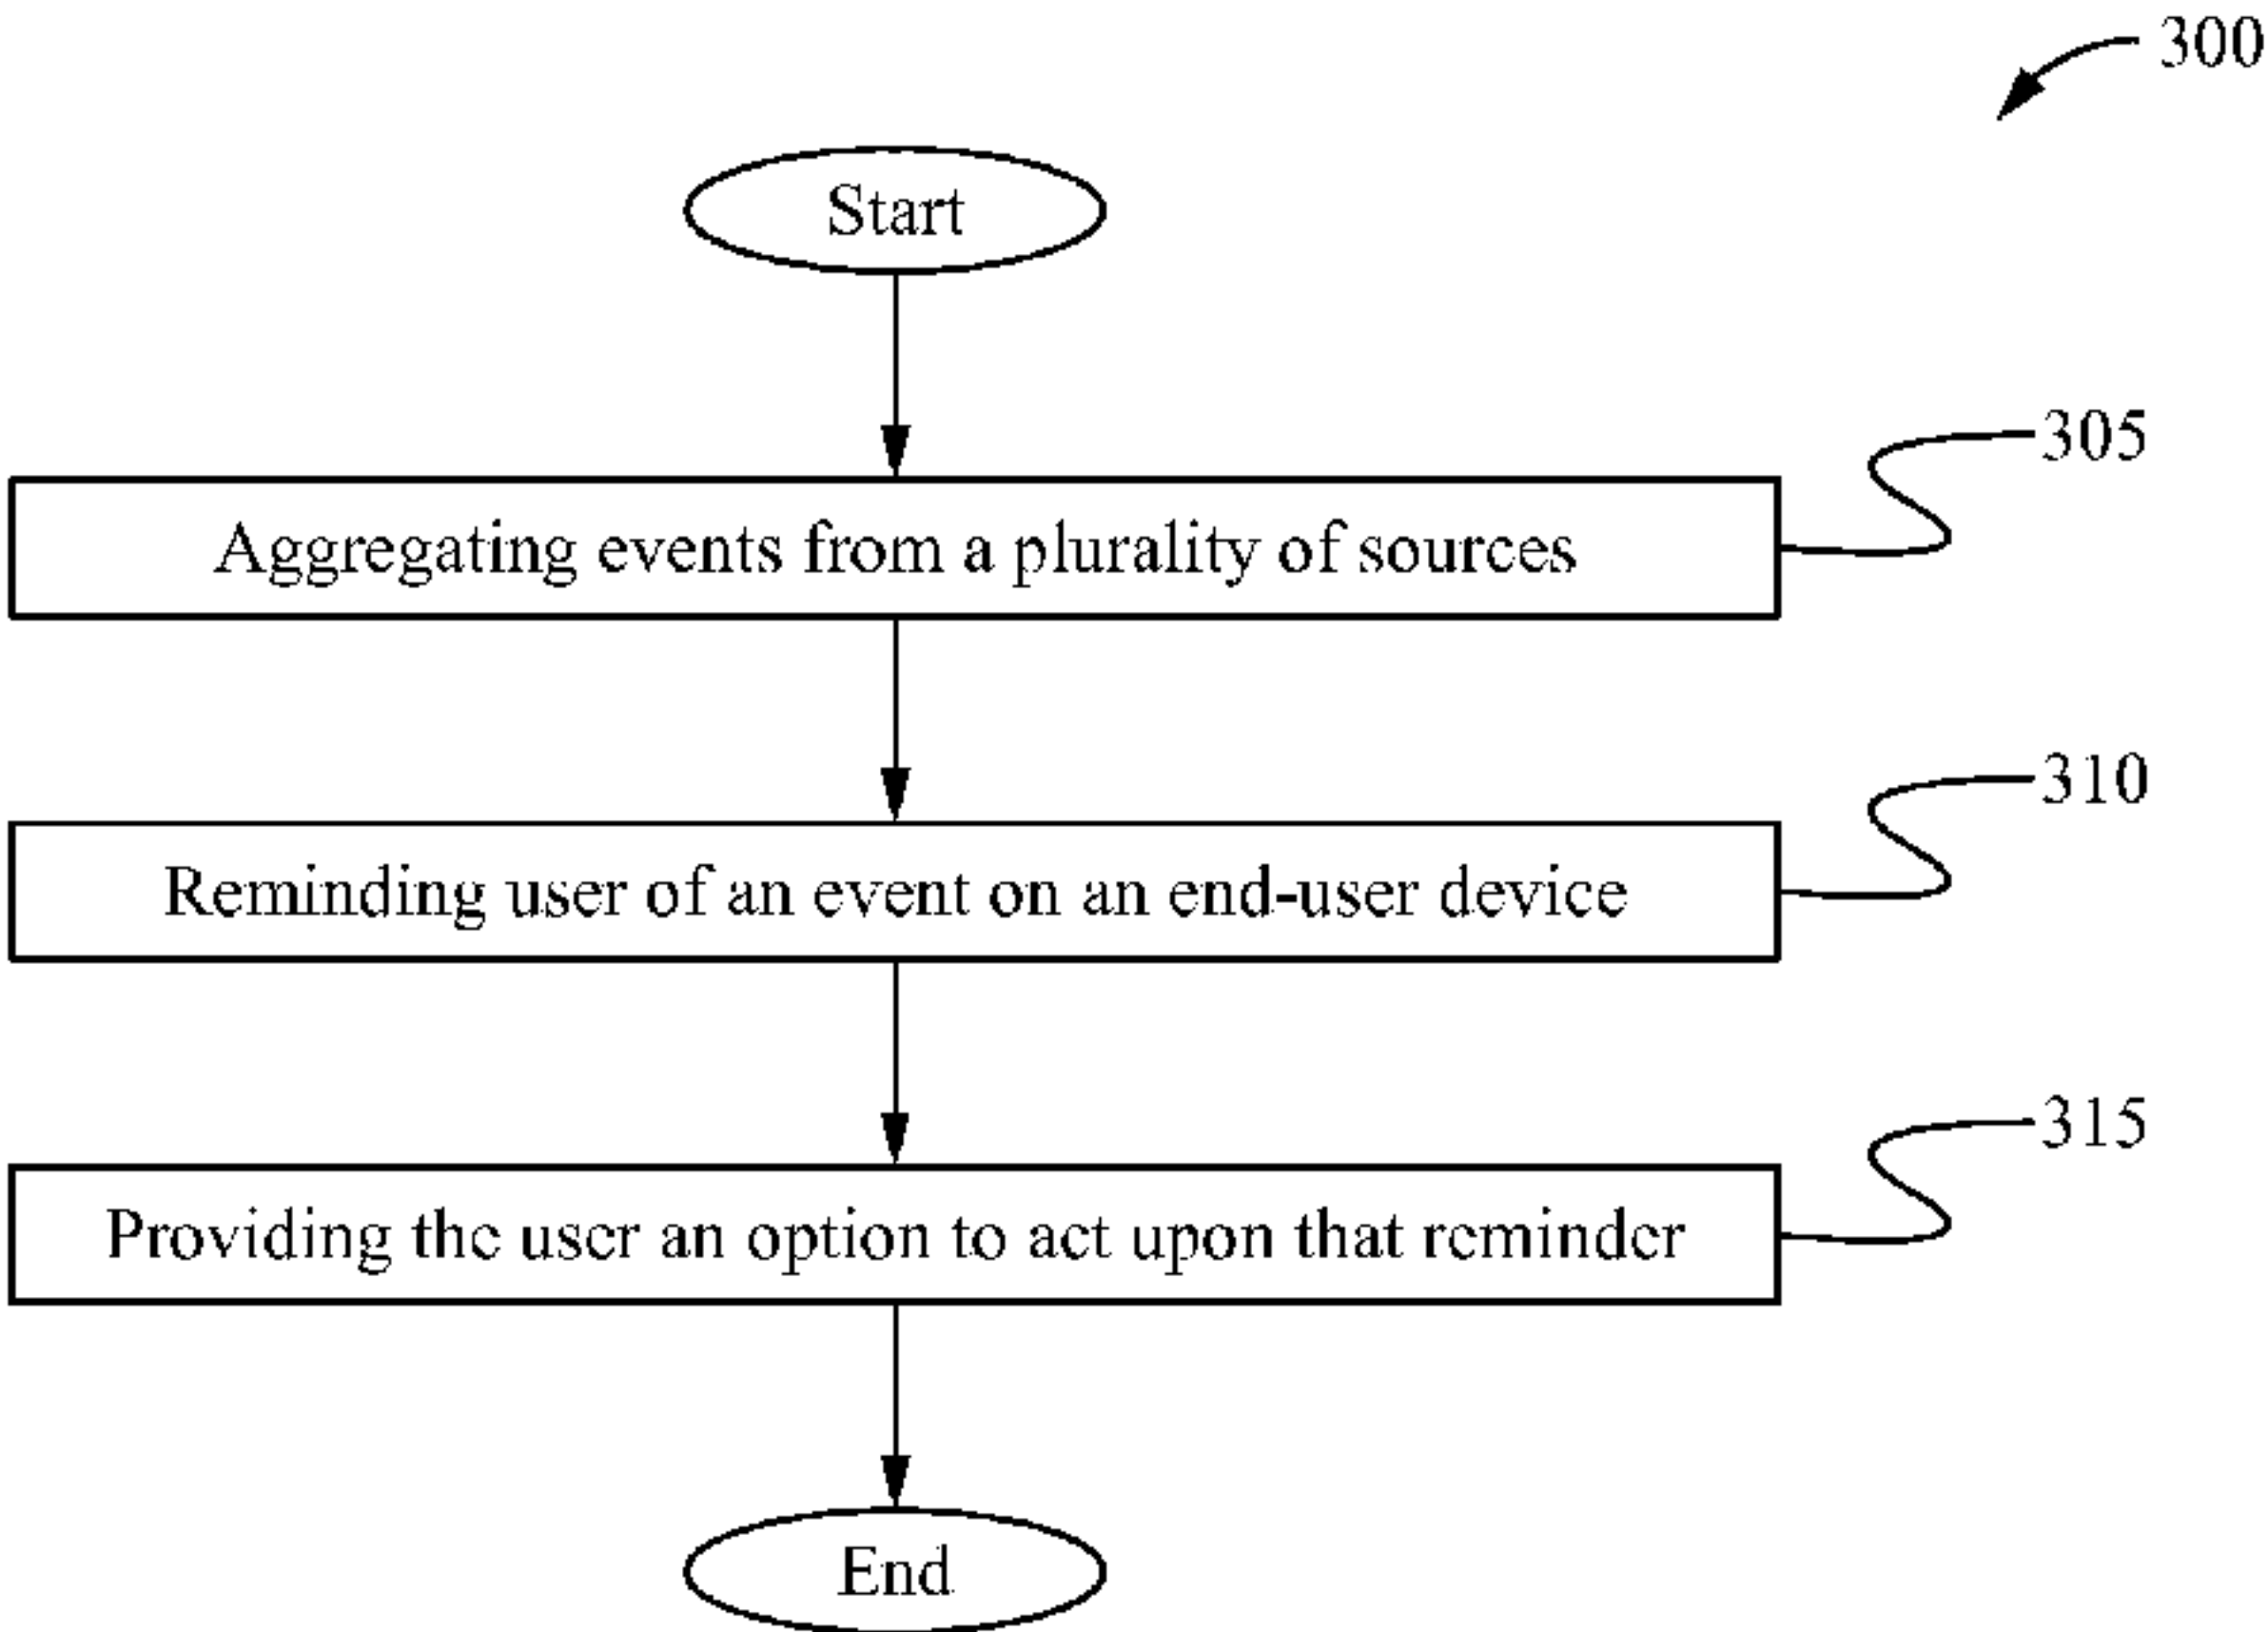 300
Start
305
Aggregating events from a plurality of sources
310
Reminding user of an event on an end-user device
315
Providing the user an option to act upon that reminder
End